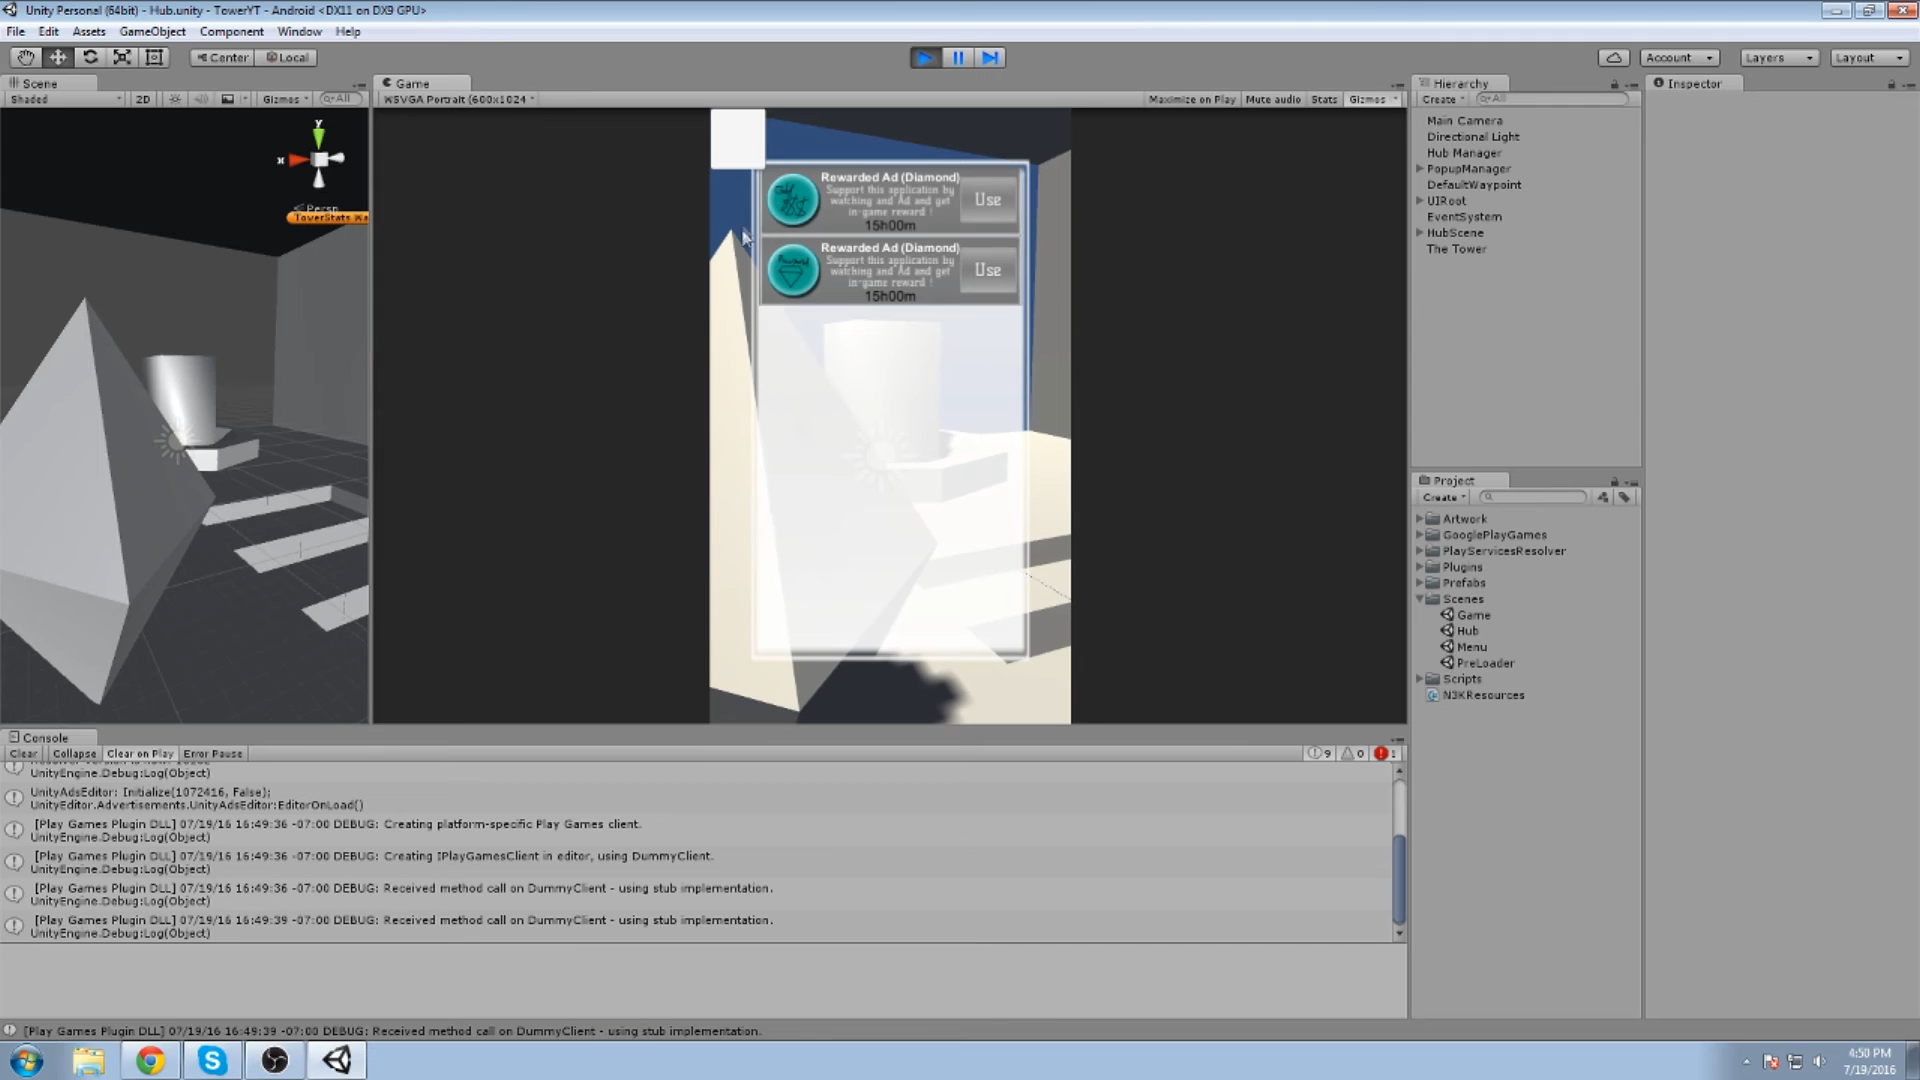 Unity Personal (64bit) - Hub.unity - TowerYT - Android <DX11 on DX9 GPU>
File Edit Assets GameObject Component Window Help
Center Local Account Layers Layout
Scene Game Hierarchy Inspector
Shaded 2D Gizmos All WSVGA Portrait (600x1024 Maximize on Play Mute audio Stats Gizmos Create All
y
x
Persp
TowerStats Wa
Main Camera
Directional Light
Hub Manager
PopupManager
DefaultWaypoint
UIRoot
EventSystem
HubScene
The Tower
Rewarded Ad (Diamond)
Support this application by
watching and Ad and get
in-game reward !
15h00m
Use
Rewarded Ad (Diamond)
Support this application by
watching and Ad and get
in-game reward !
15h00m
Use
Project
Create
Artwork
GooglePlayGames
PlayServicesResolver
Plugins
Prefabs
Scenes
Game
Hub
Menu
PreLoader
Scripts
N3KResources
Console
Clear Collapse Clear on Play Error Pause 9 0 1
UnityEngine.Debug:Log(Object)
UnityAdsEditor: Initialize(1072416, False);
UnityEditor.Advertisements.UnityAdsEditor:EditorOnLoad()
[Play Games Plugin DLL] 07/19/16 16:49:36 -07:00 DEBUG: Creating platform-specific Play Games client.
UnityEngine.Debug:Log(Object)
[Play Games Plugin DLL] 07/19/16 16:49:36 -07:00 DEBUG: Creating IPlayGamesClient in editor, using DummyClient.
UnityEngine.Debug:Log(Object)
[Play Games Plugin DLL] 07/19/16 16:49:36 -07:00 DEBUG: Received method call on DummyClient - using stub implementation.
UnityEngine.Debug:Log(Object)
[Play Games Plugin DLL] 07/19/16 16:49:39 -07:00 DEBUG: Received method call on DummyClient - using stub implementation.
UnityEngine.Debug:Log(Object)
[Play Games Plugin DLL] 07/19/16 16:49:39 -07:00 DEBUG: Received method call on DummyClient - using stub implementation.
4:50 PM
7/19/2016